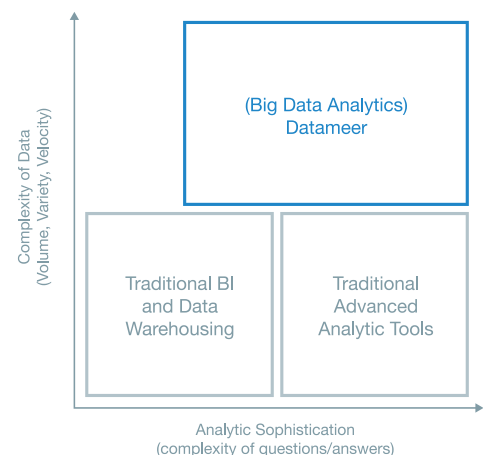 Complexity of Data
(Volume, Variety, Velocity)
(Big Data Analytics)
Datameer
Traditional BI
and Data
Warehousing
Traditional
Advanced
Analytic Tools
Analytic Sophistication
(complexity of questions/answers)